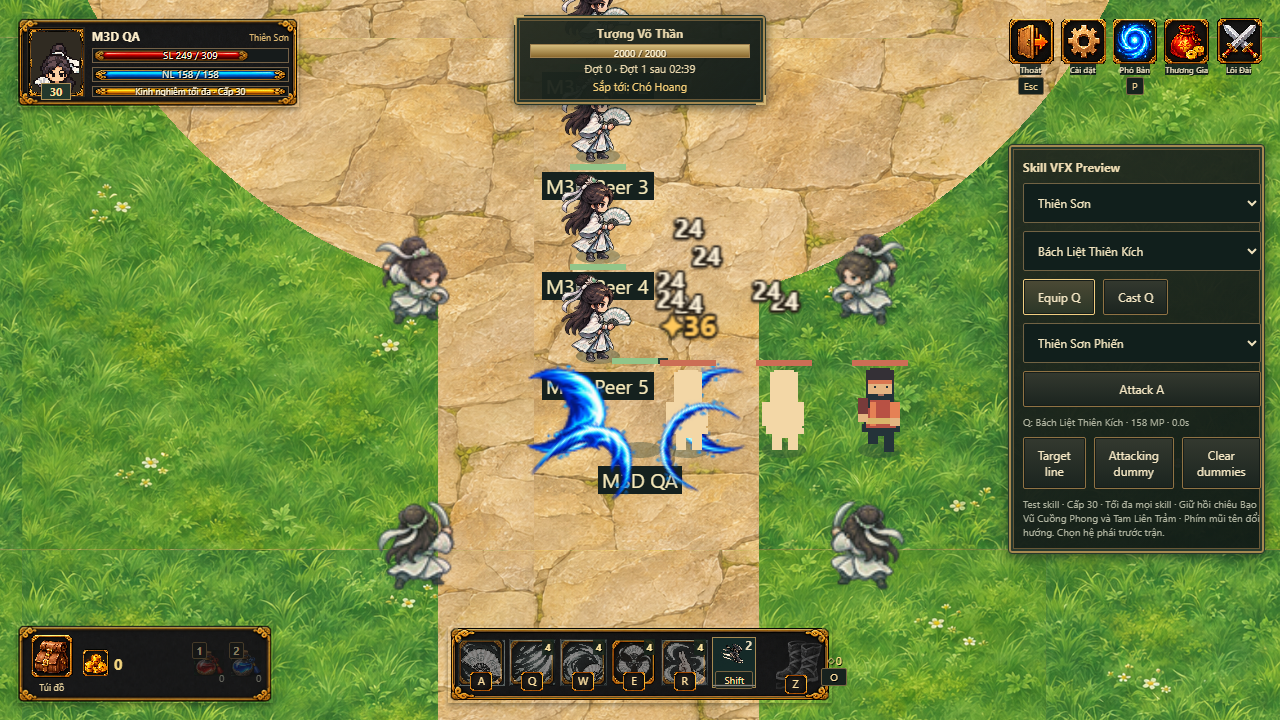 M3D QA
Thiên Sơn
SL 249 / 309
NL 158 / 158
Kinh nghiệm tối đa · Cấp 30
30
Tượng Võ Thần
2000 / 2000
Đợt 0 · Đợt 1 sau 02:39
Sắp tới: Chó Hoang
Thoát
Esc
Cài đặt
Phó Bản
P
Thương Gia
Lôi Đài
Peer 3
Peer 4
Peer 5
M3D QA
24
24
24
24
24
24
36
Skill VFX Preview
Thiên Sơn
Bách Liệt Thiên Kích
Equip Q
Cast Q
Thiên Sơn Phiến
Attack A
Q: Bách Liệt Thiên Kích · 158 MP · 0.0s
Target line
Attacking dummy
Clear dummies
Test skill · Cấp 30 · Tối đa mọi skill · Giữ hồi chiêu Bạo
Vũ Cuồng Phong và Tam Liên Trảm · Phím mũi tên đổi
hướng. Chọn hệ phái trước trận.
Túi đồ
0
1
0
2
0
A
4
Q
4
W
4
E
4
R
2
Shift
Z
0
O